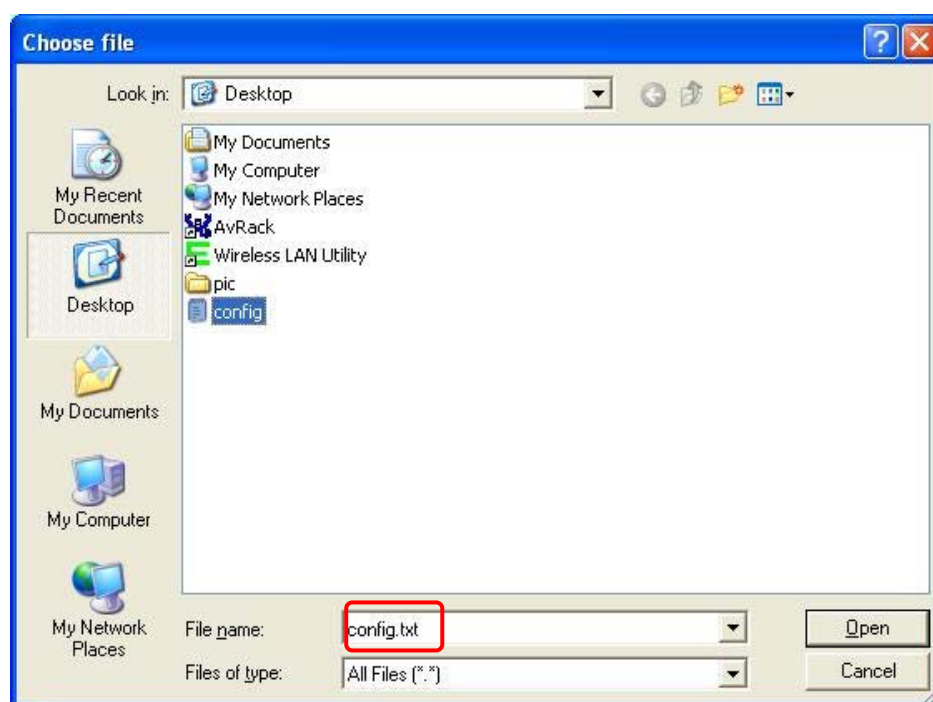 Choose file
Look in:
Desktop
My Recent
Documents
Desktop
My Documents
My Computer
My Network
Places
My Documents
My Computer
My Network Places
AvRack
Wireless LAN Utility
pic
config
File name:
config.txt
Open
Files of type:
All Files (*.*)
Cancel